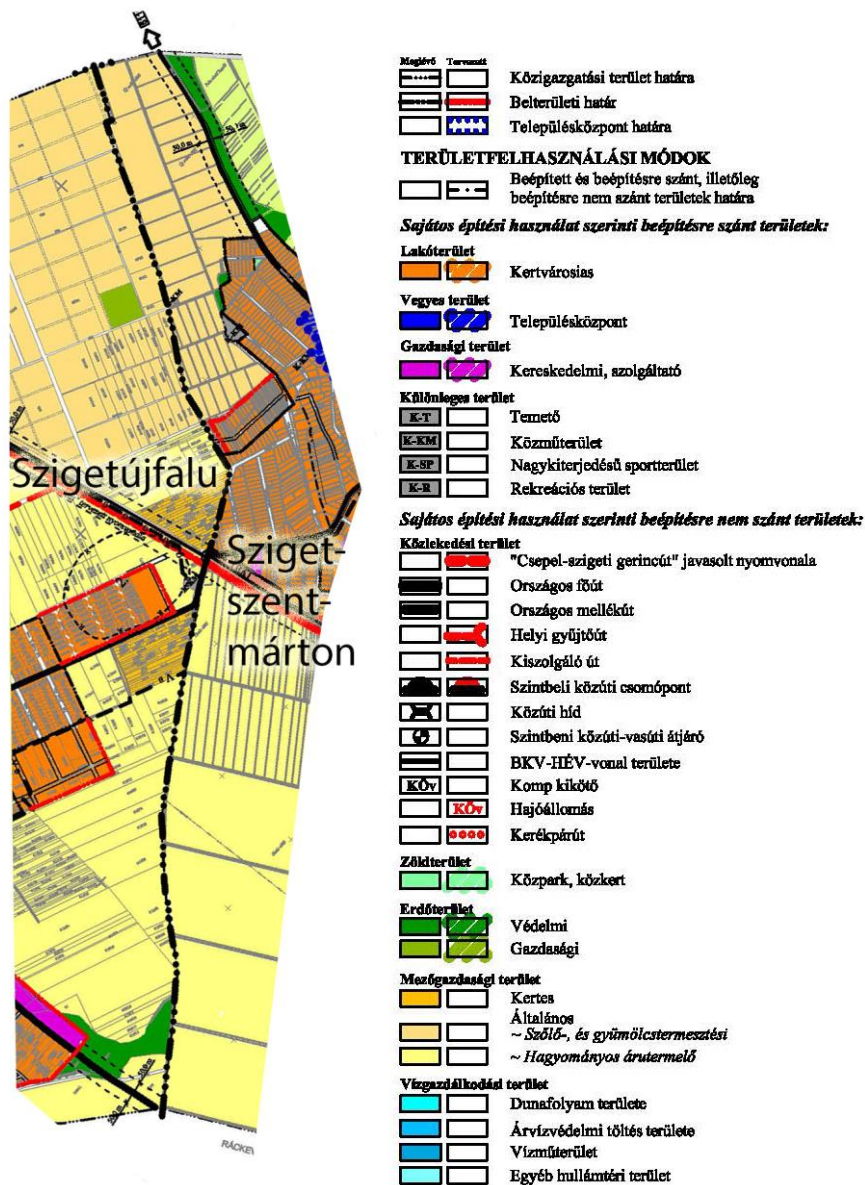 Szigetújfalu
Sziget-
szent-
márton
RÁCKEV
Meglévő Tervezett
Közigazgatási terület határa
Belterületi határ
Településközpont határa
TERÜLETFELHASZNÁLÁSI MÓDOK
Beépített és beépítésre szánt, illetőleg
beépítésre nem szánt területek határa
Sajátos építési használat szerinti beépítésre szánt területek:
Lakóterület
Kertvárosias
Vegyes terület
Településközpont
Gazdasági terület
Kereskedelmi, szolgáltató
Különleges terület
K-T Temető
K-KM Közműterület
K-SP Nagykiterjedésű sportterület
K-R Rekreációs terület
Sajátos építési használat szerinti beépítésre nem szánt területek:
Közlekedési terület
"Csepel-szigeti gerincút" javasolt nyomvonala
Országos főút
Országos mellékút
Helyi gyűjtőút
Kiszolgáló út
Szintbeli közúti csomópont
Közúti híd
Szintbeni közúti-vasúti átjáró
BKV-HÉV-vonal területe
KÖv Komp kikötő
KÖv Hajóállomás
Kerékpárút
Zöldterület
Közpark, közkert
Erdőterület
Védelmi
Gazdasági
Mezőgazdasági terület
Kertes
Általános
~ Szőlő-, és gyümölcstermesztési
~ Hagyományos árutermelő
Vízgazdálkodási terület
Dunafolyam területe
Árvízvédelmi töltés területe
Vízműterület
Egyéb hullámtéri terület